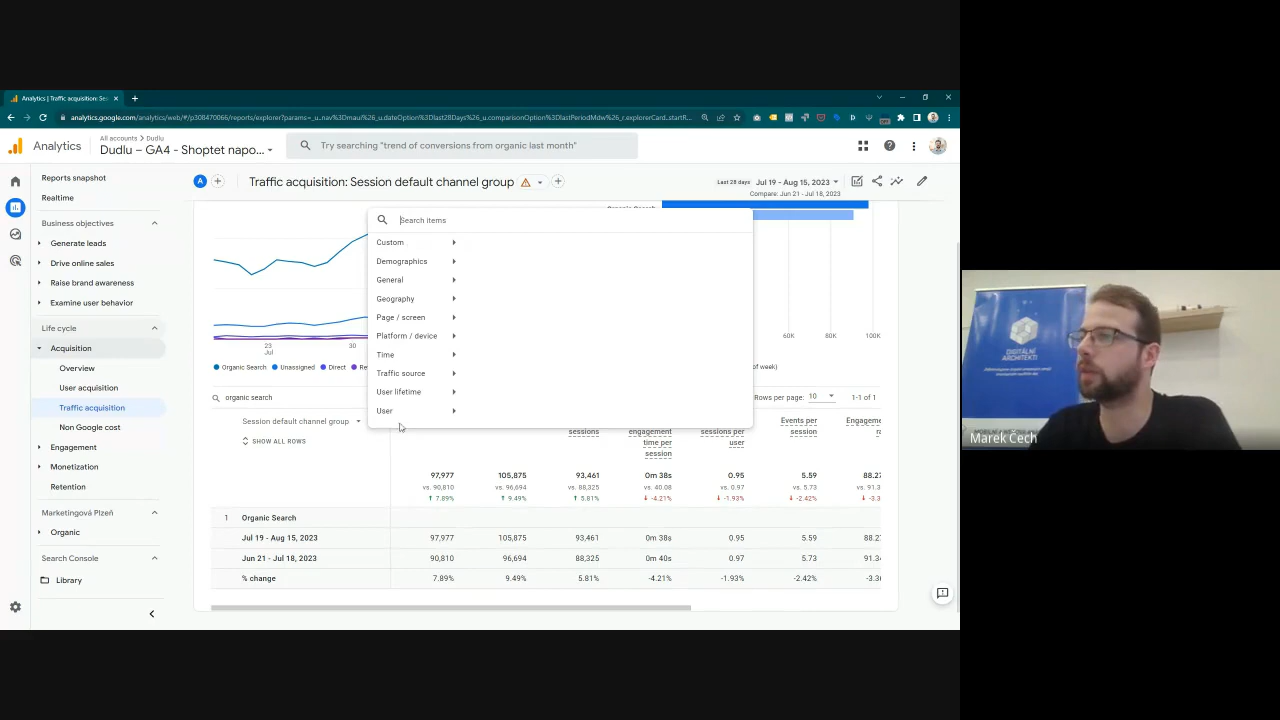 Analytics | Traffic acquisition: Ses
analytics.google.com/analytics/web/#/p308470066/reports/explorer?params=_u..nav%3Dmaui%26_u.dateOption%3Dlast28Days%26_u.comparisonOption%3DlastPeriodMdw%26_r.explorerCard..startR...
Analytics
All accounts > Dudlu
Dudlu – GA4 - Shoptet napo...
Try searching "trend of conversions from organic last month"
Reports snapshot
Realtime
Business objectives
Generate leads
Drive online sales
Raise brand awareness
Examine user behavior
Life cycle
Acquisition
Overview
User acquisition
Traffic acquisition
Non Google cost
Engagement
Monetization
Retention
Marketingová Plzeň
Organic
Search Console
Library
A
Traffic acquisition: Session default channel group
Last 28 days
Jul 19 - Aug 15, 2023
Compare: Jun 21 - Jul 18, 2023
Organic Search
Search items
Custom
Demographics
General
Geography
Page / screen
Platform / device
Time
Traffic source
User lifetime
User
23
Jul
30
60K
80K
100K
Organic Search
Unassigned
Direct
of week)
organic search
Rows per page:
10
1-1 of 1
Session default channel group
SHOW ALL ROWS
sessions
engagement
time per
session
sessions per
user
Events per
session
Engageme
ra
97,977 105,875 93,461 0m 38s 0.95 5.59 88.27
vs. 90,810 vs. 96,694 vs. 88,325 vs. 40.08 vs. 0.97 vs. 5.73 vs. 91.3
7.89% 9.49% 5.81% -4.21% -1.93% -2.42% -3.3
1 Organic Search
Jul 19 - Aug 15, 2023 97,977 105,875 93,461 0m 38s 0.95 5.59 88.27
Jun 21 - Jul 18, 2023 90,810 96,694 88,325 0m 40s 0.97 5.73 91.34
% change 7.89% 9.49% 5.81% -4.21% -1.93% -2.42% -3.36
DIGITÁLNÍ
ARCHITEKTI
Marek Čech